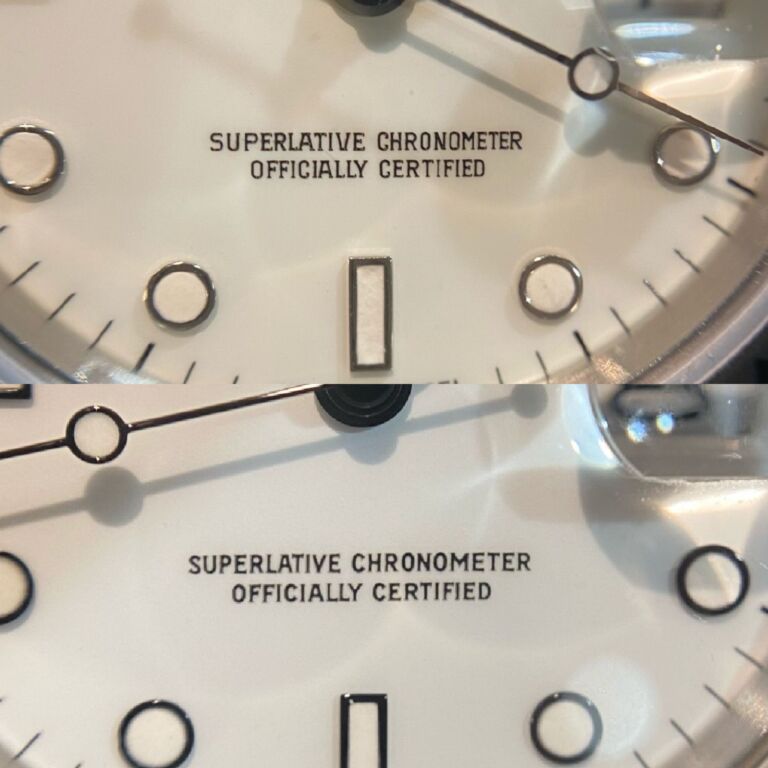 SUPERLATIVE CHRONOMETER
OFFICIALLY CERTIFIED
SUPERLATIVE CHRONOMETER
OFFICIALLY CERTIFIED